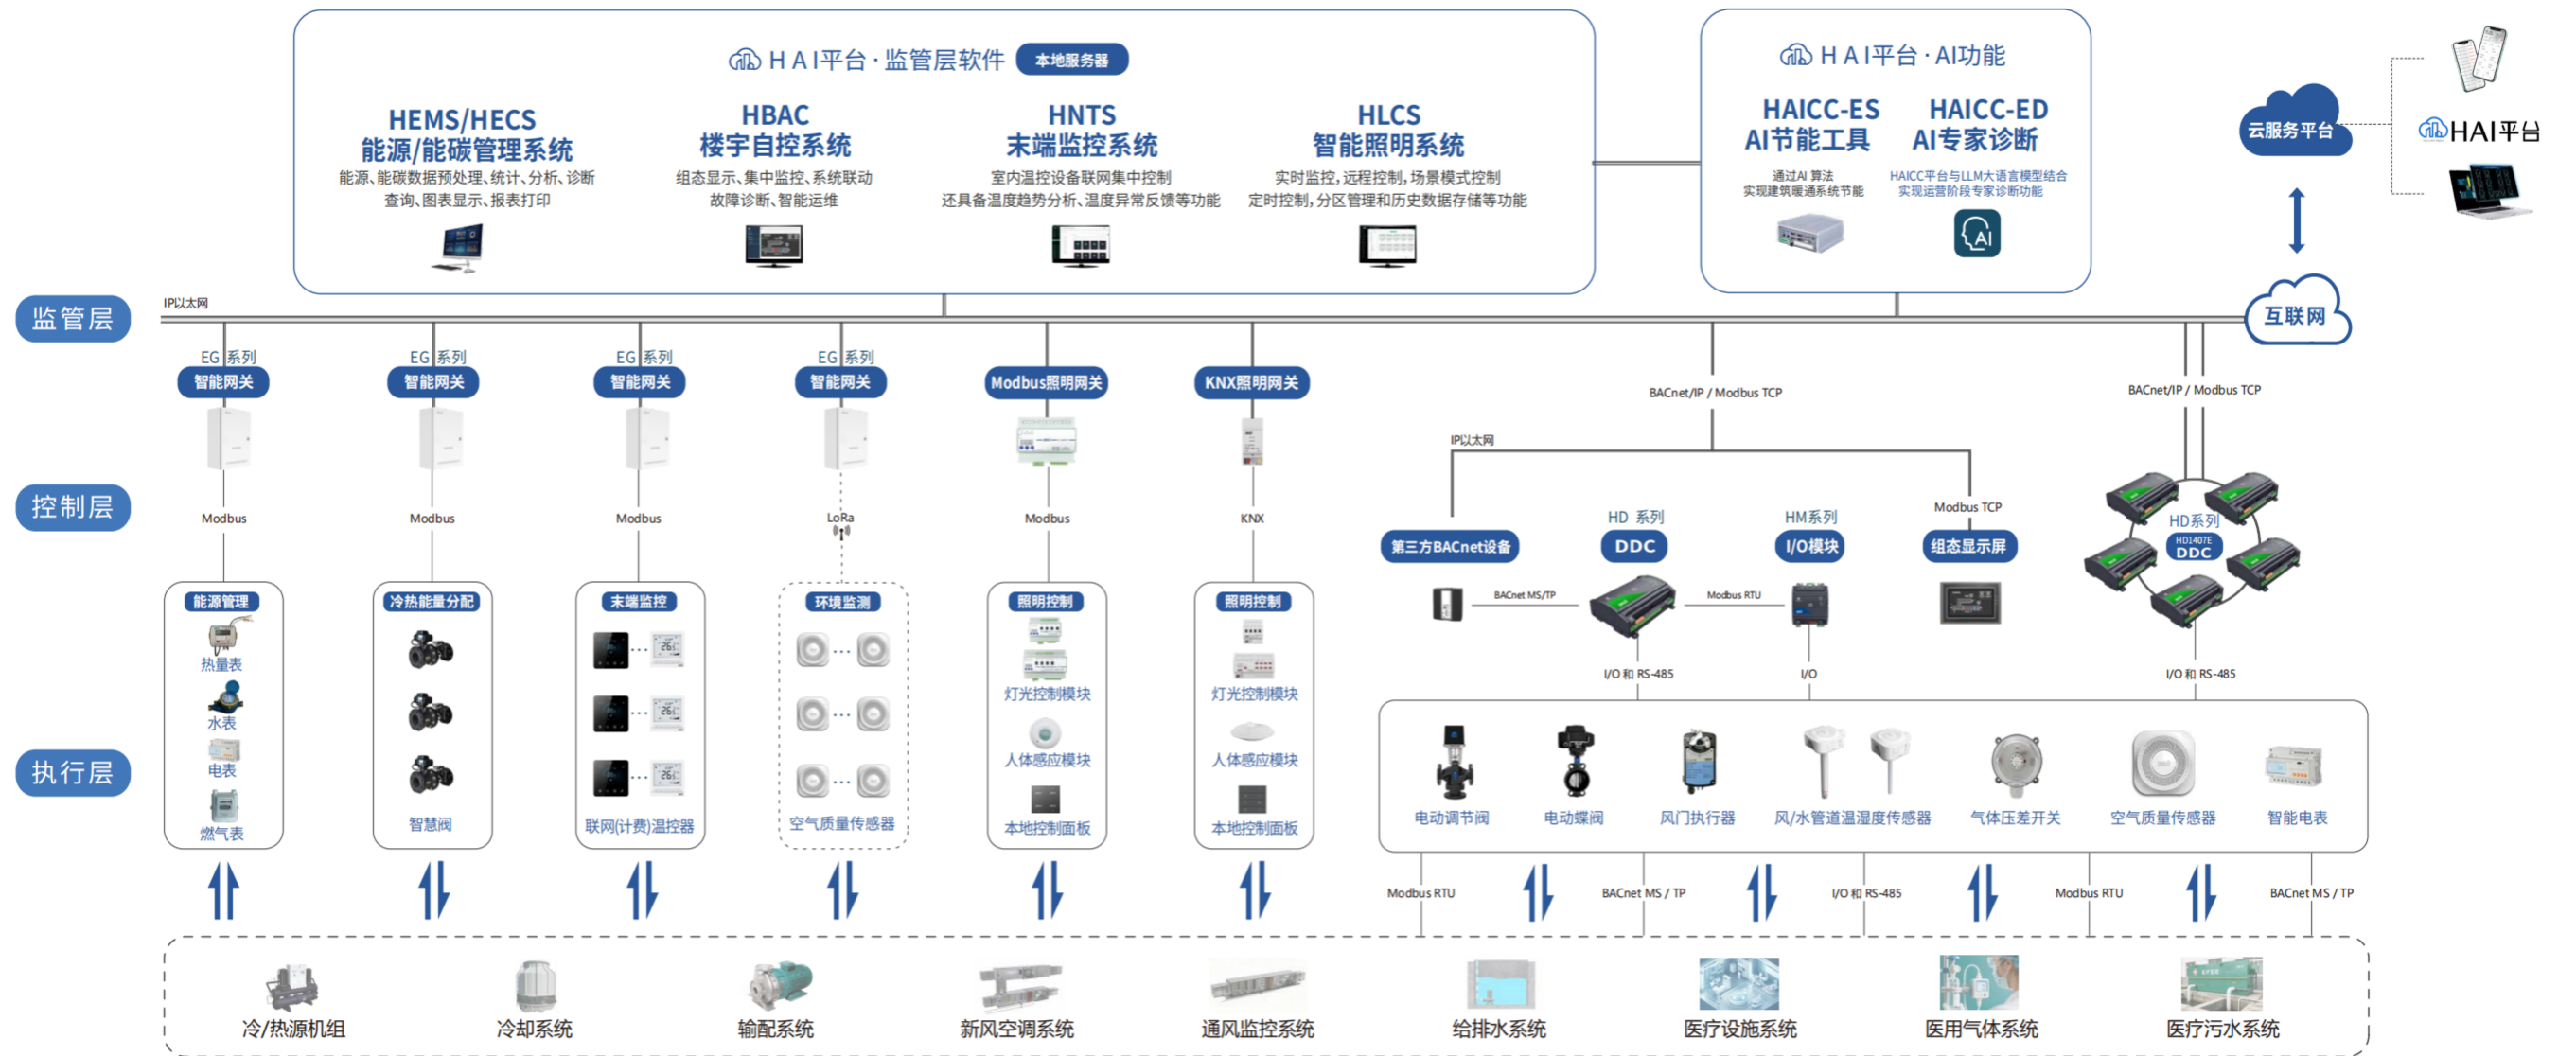 HAI平台·监管层软件 本地服务器
HEMS/HECS
能源/能碳管理系统
能源、能碳数据预处理、统计、分析、诊断
查询、图表显示、报表打印
HBAC
楼宇自控系统
组态显示、集中监控、系统联动
故障诊断、智能运维
HNTS
末端监控系统
室内温控设备联网集中控制
还具备温度趋势分析、温度异常反馈等功能
HLCS
智能照明系统
实时监控,远程控制,场景模式控制
定时控制,分区管理和历史数据存储等功能
HAI平台·AI功能
HAICC-ES
AI节能工具
通过AI 算法
实现建筑暖通系统节能
HAICC-ED
AI专家诊断
HAICC平台与LLM大语言模型结合
实现运营阶段专家诊断功能
AI
云服务平台
HAI平台
互联网
监管层
IP以太网
EG 系列
智能网关
EG 系列
智能网关
EG 系列
智能网关
EG 系列
智能网关
Modbus照明网关
KNX照明网关
BACnet/IP / Modbus TCP
BACnet/IP / Modbus TCP
IP以太网
控制层
Modbus
Modbus
Modbus
LoRa
Modbus
KNX
Modbus TCP
第三方BACnet设备
HD 系列
DDC
HM系列
I/O模块
组态显示屏
HD系列
HD1407E
DDC
BACnet MS/TP
Modbus RTU
I/O 和 RS-485
I/O
I/O 和 RS-485
执行层
能源管理
热量表
水表
电表
燃气表
冷热能量分配
智慧阀
末端监控
联网(计费)温控器
环境监测
空气质量传感器
照明控制
灯光控制模块
人体感应模块
本地控制面板
照明控制
灯光控制模块
人体感应模块
本地控制面板
电动调节阀
电动蝶阀
风门执行器
风/水管道温湿度传感器
气体压差开关
空气质量传感器
智能电表
Modbus RTU
BACnet MS / TP
I/O 和 RS-485
Modbus RTU
BACnet MS / TP
冷/热源机组
冷却系统
输配系统
新风空调系统
通风监控系统
给排水系统
医疗设施系统
医用气体系统
医疗污水系统